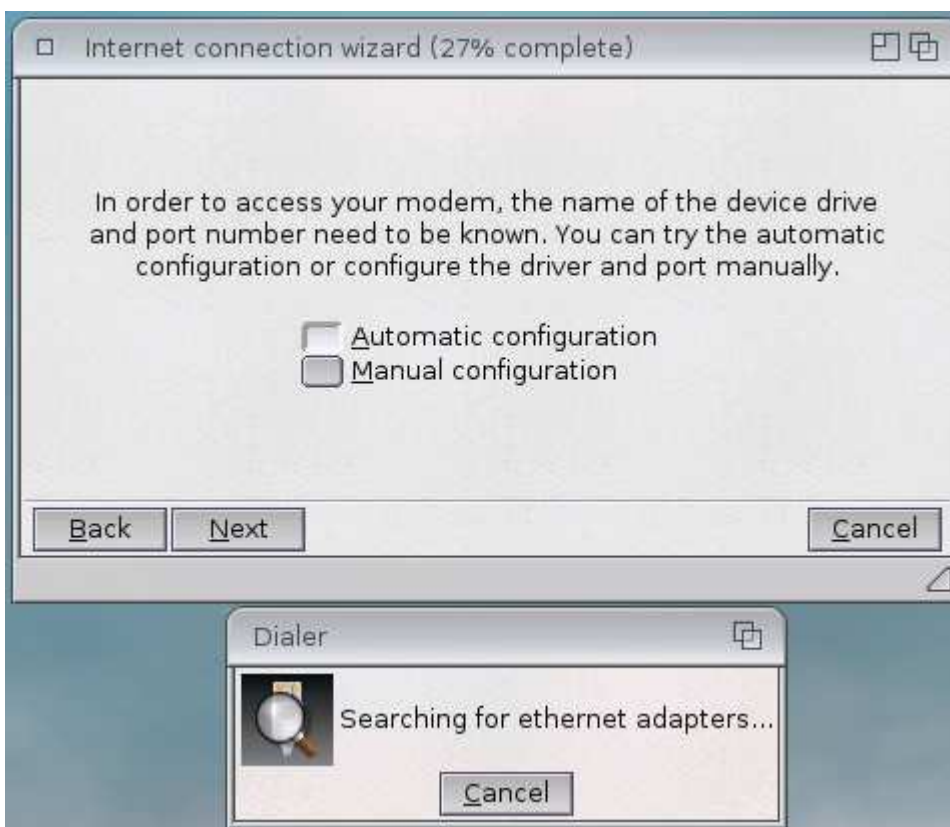 Internet connection wizard (27% complete)
In order to access your modem, the name of the device drive
and port number need to be known. You can try the automatic
configuration or configure the driver and port manually.
Automatic configuration
Manual configuration
Back Next Cancel
Dialer
Searching for ethernet adapters...
Cancel